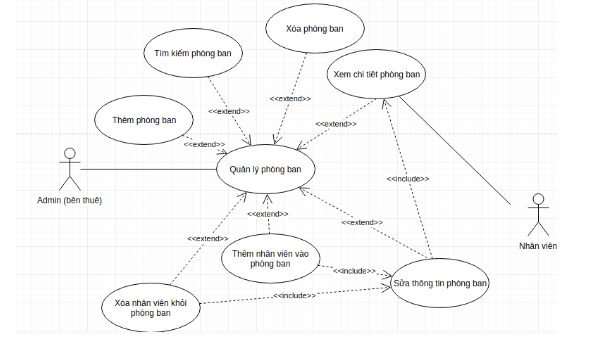 Xóa phòng ban
Tìm kiếm phòng ban
Xem chi tiêt phòng ban
<<extend>>
<<extend>>
Thêm phòng ban
<<extend>>
<<extend>>
Quản lý phòng ban
<<include>>
Admin (bên thuê)
<<extend>>
<<extend>>
<<extend>>
Nhân viên
Thêm nhân viên vào
phòng ban
<<include>>
Sửa thông tin phòng ban
<<include>>
Xóa nhân viên khỏi
phòng ban